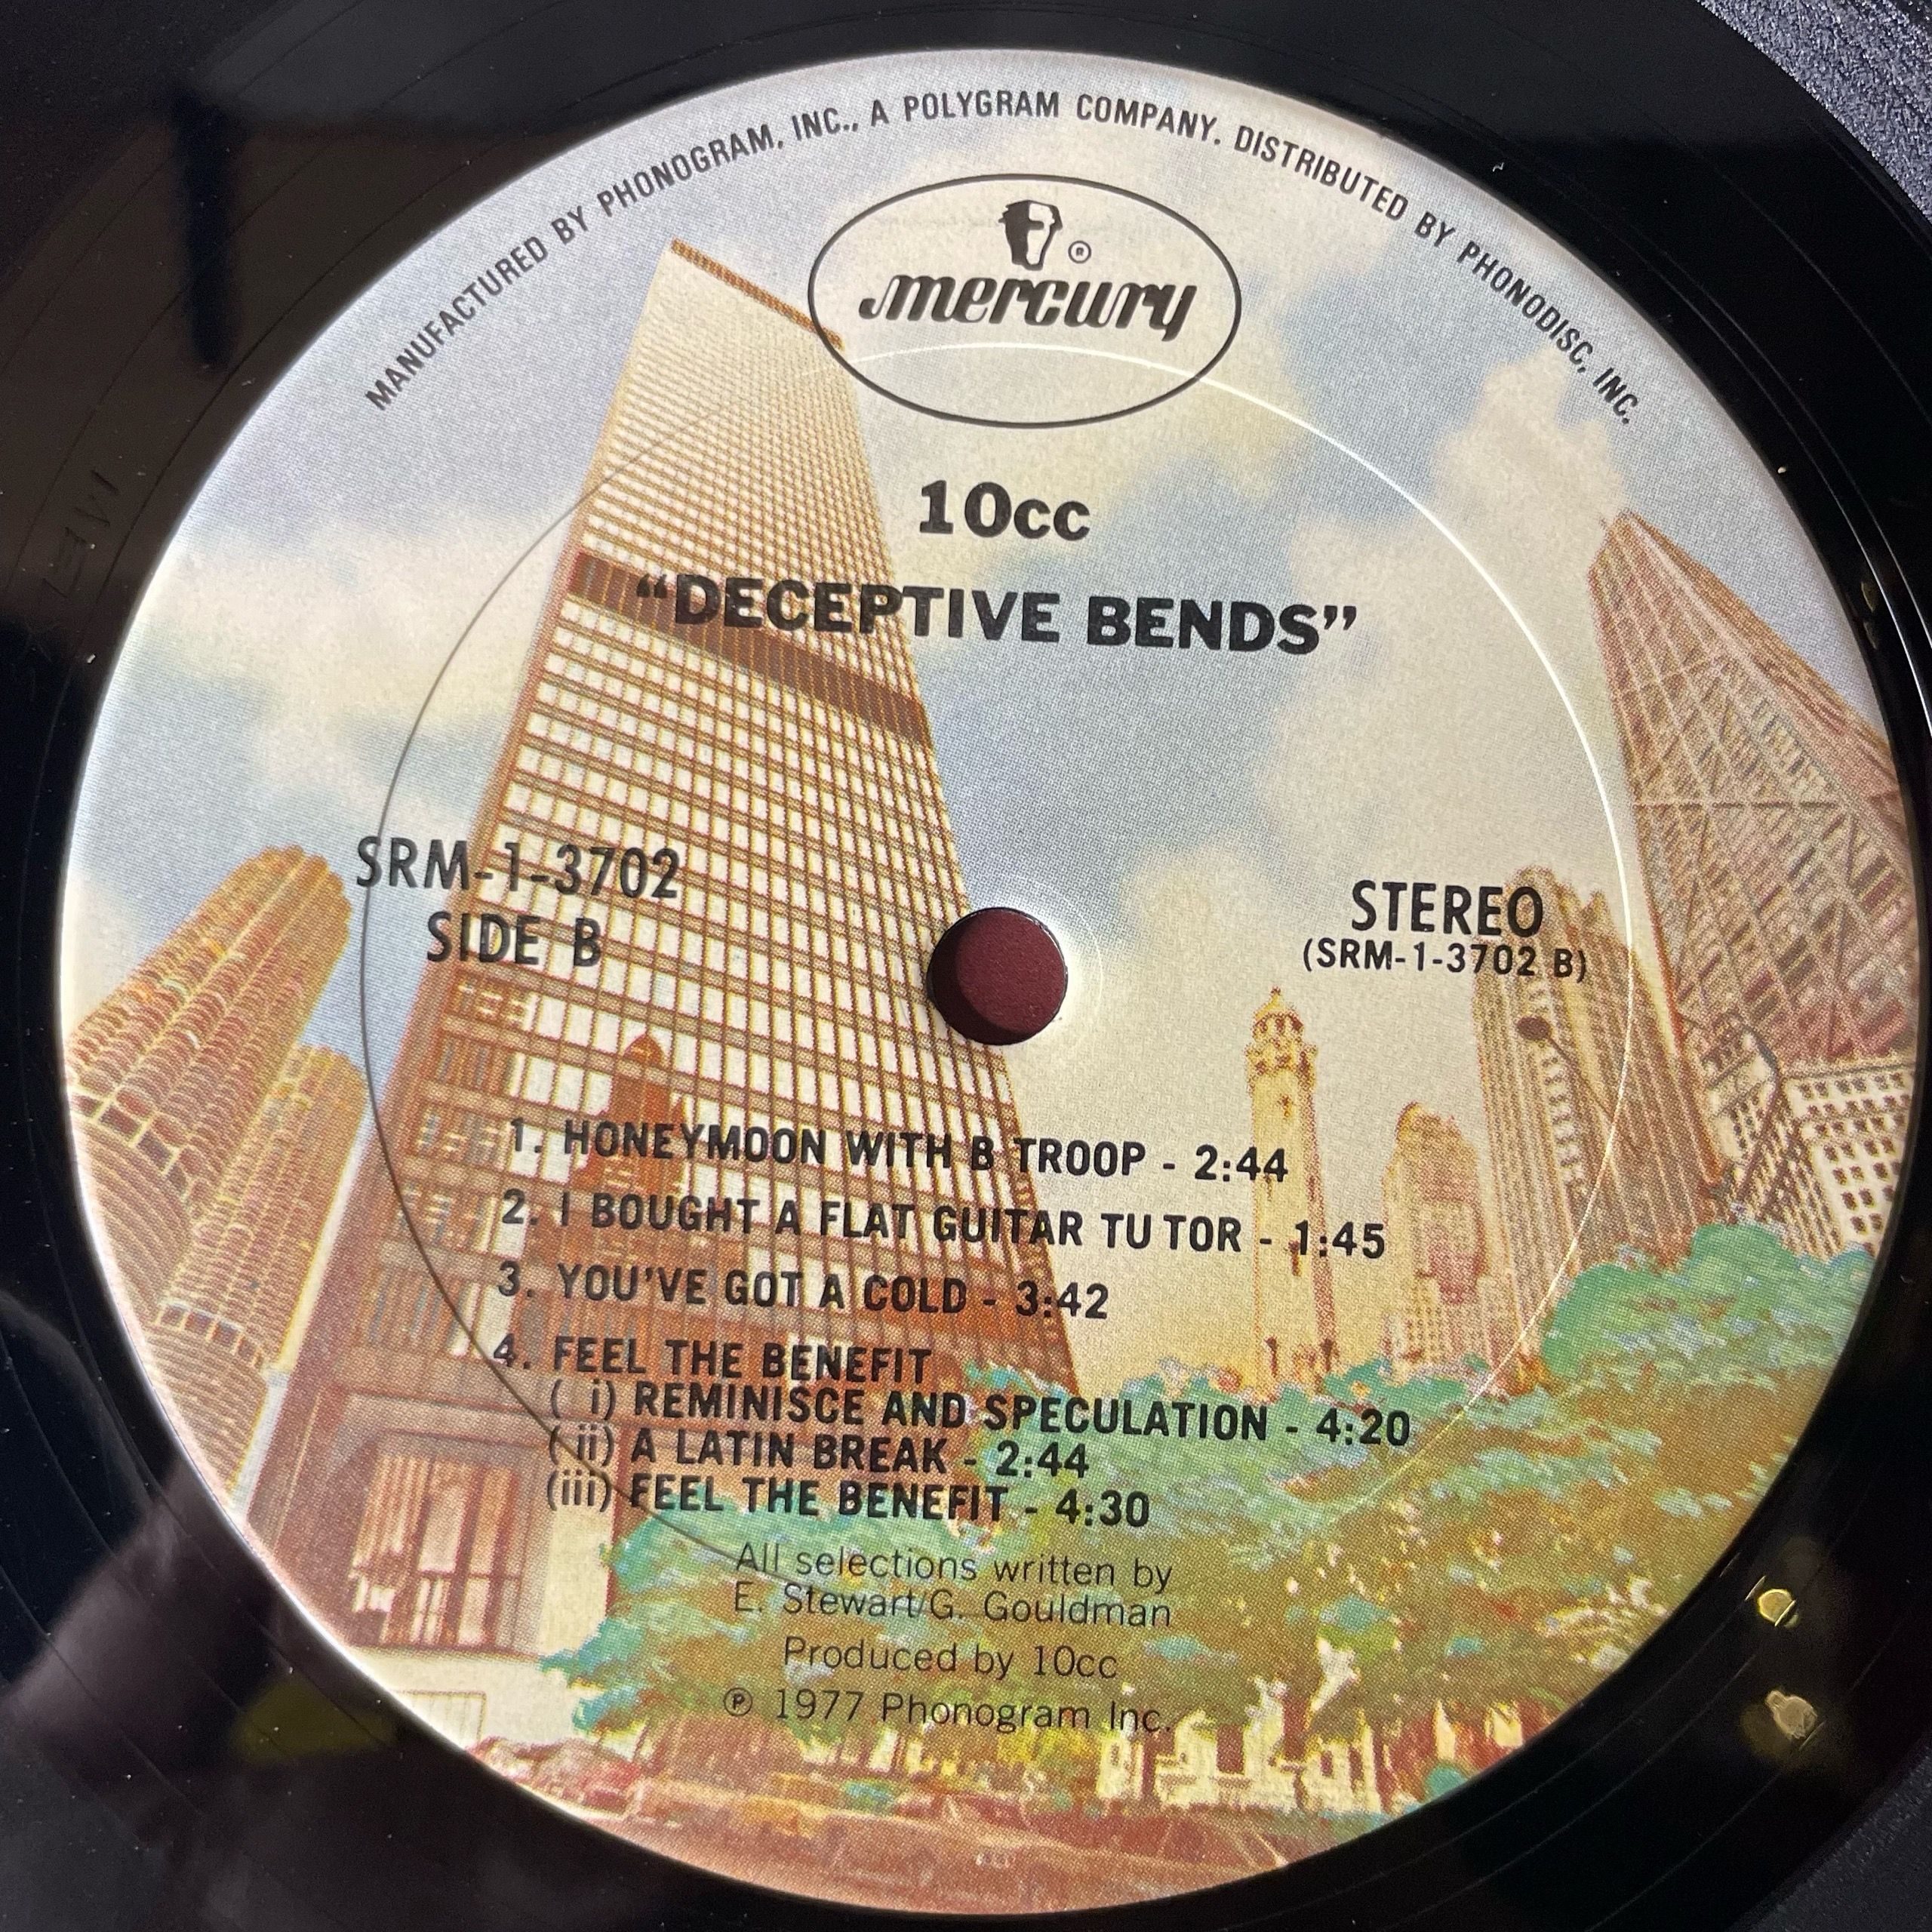 MANUFACTURED BY PHONOGRAM, INC., A POLYGRAM COMPANY. DISTRIBUTED BY PHONODISC, INC.
mercury ®
10cc
“DECEPTIVE BENDS”
SRM-1-3702
SIDE B
STEREO
(SRM-1-3702 B)
1. HONEYMOON WITH B TROOP - 2:44
2. I BOUGHT A FLAT GUITAR TUTOR - 1:45
3. YOU'VE GOT A COLD - 3:42
4. FEEL THE BENEFIT
( i) REMINISCE AND SPECULATION - 4:20
( ii) A LATIN BREAK - 2:44
(iii) FEEL THE BENEFIT - 4:30
All selections written by
E. Stewart/G. Gouldman
Produced by 10cc
℗ 1977 Phonogram Inc.